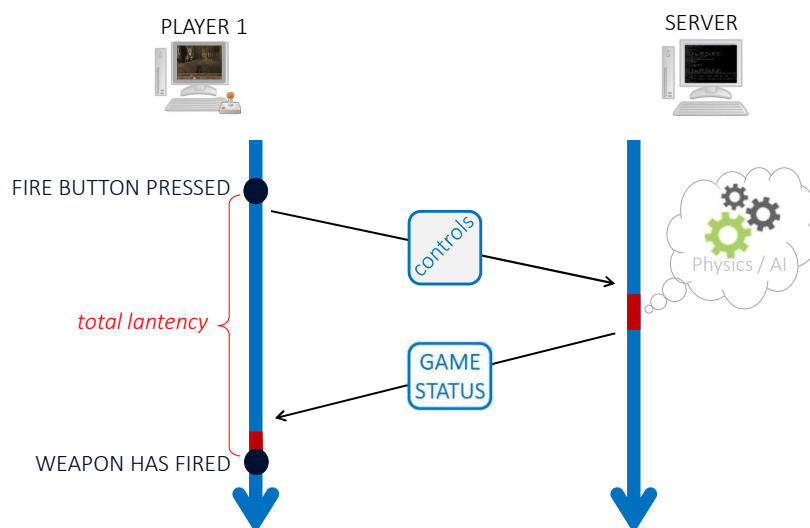 PLAYER 1
SERVER
FIRE BUTTON PRESSED
controls
Physics / AI
total lantency
GAME
STATUS
WEAPON HAS FIRED